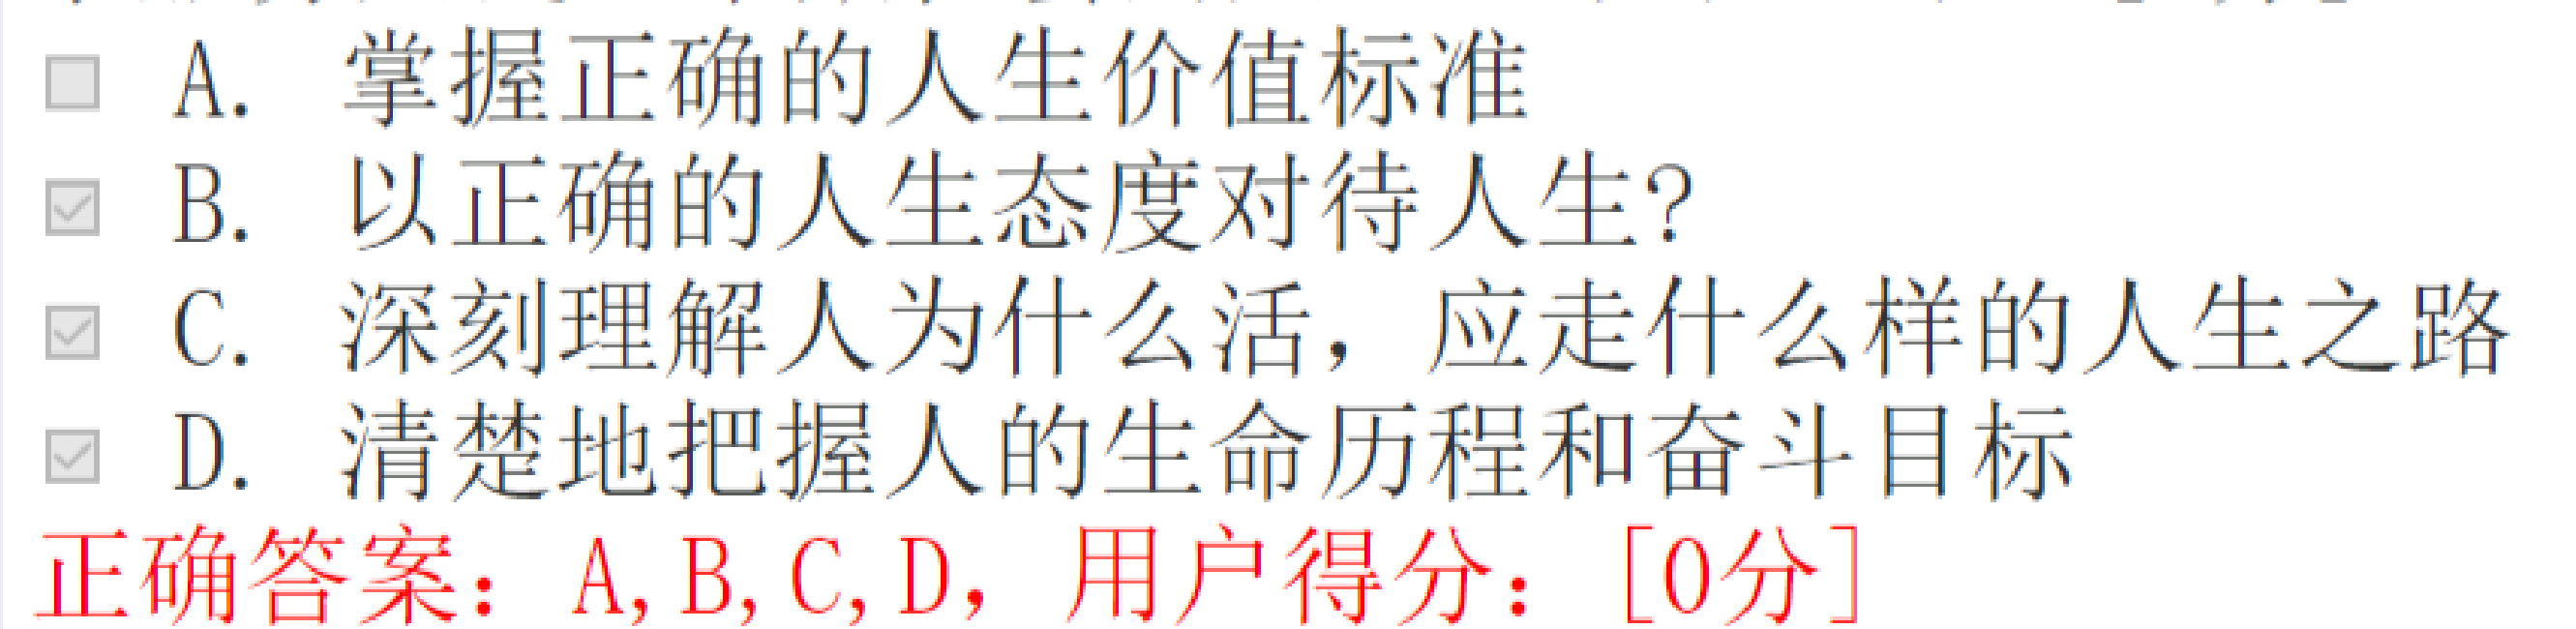 A. 掌握正确的人生价值标准
B. 以正确的人生态度对待人生?
C. 深刻理解人为什么活，应走什么样的人生之路
D. 清楚地把握人的生命历程和奋斗目标
正确答案：A,B,C,D，用户得分：[0分]